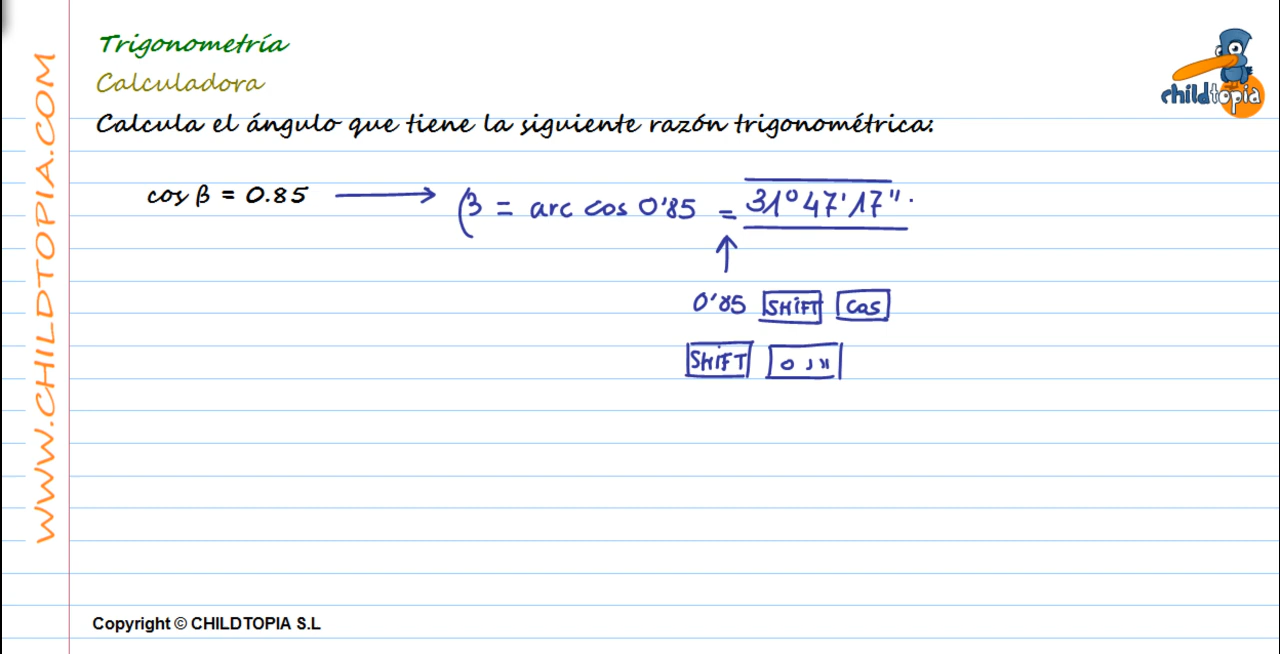 WWW.CHILDTOPIA.COM
Trigonometría
Calculadora
childtopia
Calcula el ángulo que tiene la siguiente razón trigonométrica:
cos β = 0.85 → β = arc cos 0'85 = 31º 47' 17".
↑
0'85 SHIFT Cos
SHIFT o , "
Copyright © CHILDTOPIA S.L